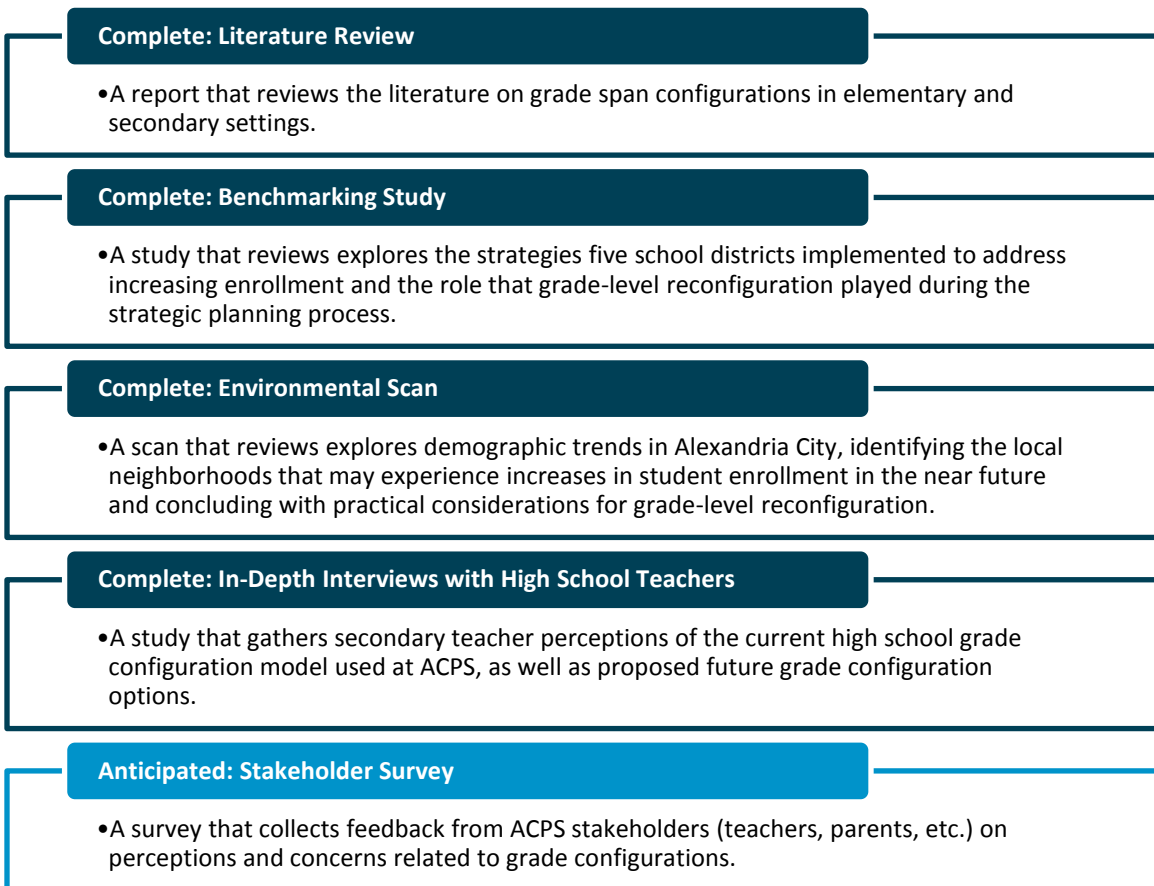 Complete: Literature Review
•A report that reviews the literature on grade span configurations in elementary and
secondary settings.
Complete: Benchmarking Study
•A study that reviews explores the strategies five school districts implemented to address
increasing enrollment and the role that grade-level reconfiguration played during the
strategic planning process.
Complete: Environmental Scan
•A scan that reviews explores demographic trends in Alexandria City, identifying the local
neighborhoods that may experience increases in student enrollment in the near future
and concluding with practical considerations for grade-level reconfiguration.
Complete: In-Depth Interviews with High School Teachers
•A study that gathers secondary teacher perceptions of the current high school grade
configuration model used at ACPS, as well as proposed future grade configuration
options.
Anticipated: Stakeholder Survey
•A survey that collects feedback from ACPS stakeholders (teachers, parents, etc.) on
perceptions and concerns related to grade configurations.